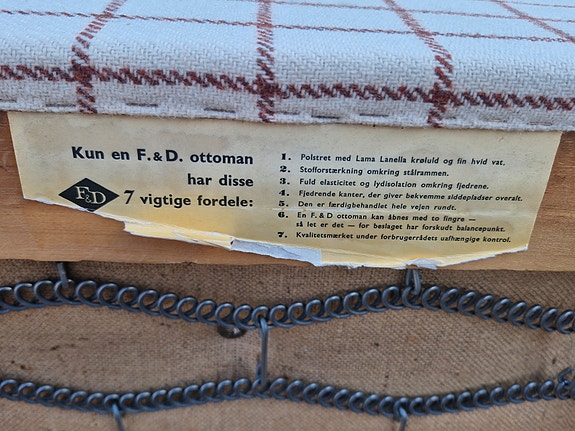 Kun en F. & D. ottoman
har disse
F&D
7 vigtige fordele:
1. Polstret med Lama Lanella krøluld og fin hvid vat.
2. Stofforstærkning omkring stålrammen.
3. Fuld elasticitet og lydisolation omkring fjedrene.
4. Fjedrende kanter, der giver bekvemme siddepladser overalt.
5. Den er færdigbehandlet hele vejen rundt.
6. En F. & D ottoman kan åbnes med to fingre —
så let er det — for beslaget har forskudt balancepunkt.
7. Kvalitetsmærket under forbrugerrådets uafhængige kontrol.